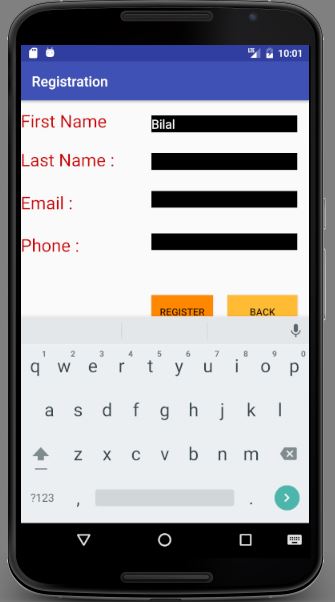 LTE 10:01
Registration
First Name
Bilal
Last Name :
Email :
Phone :
REGISTER BACK
1 2 3 4 5 6 7 8 9 0
q w e r t y u i o p
a s d f g h j k l
z x c v b n m
?123 , .